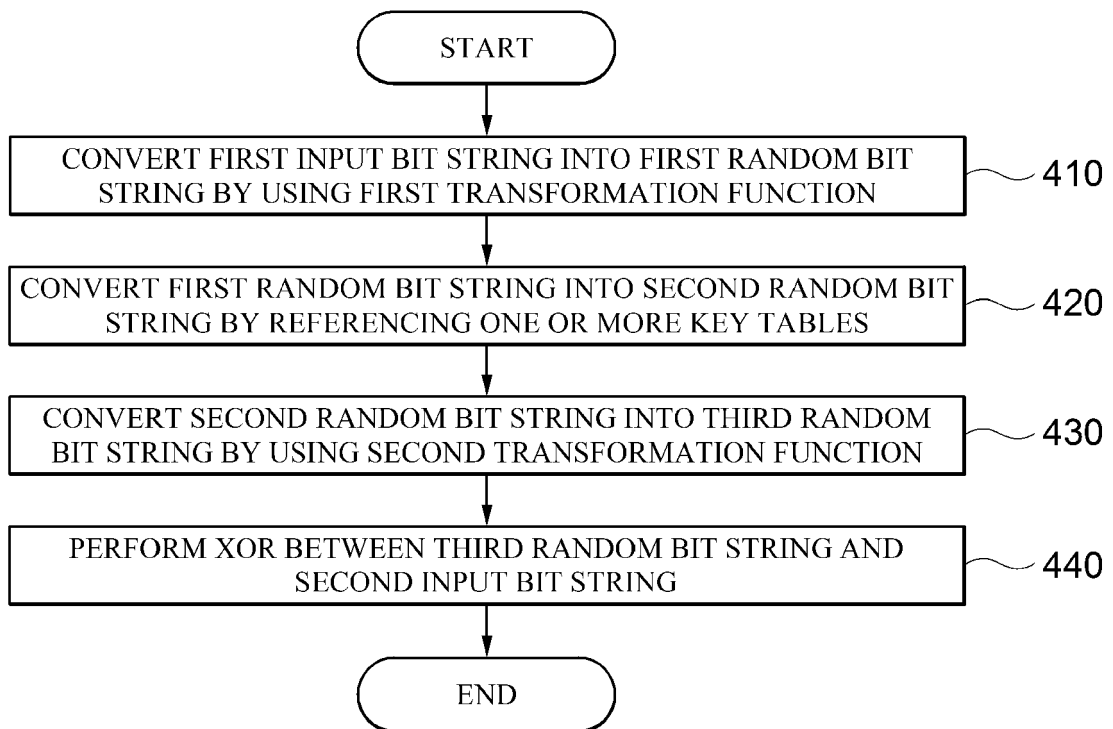 START
CONVERT FIRST INPUT BIT STRING INTO FIRST RANDOM BIT
STRING BY USING FIRST TRANSFORMATION FUNCTION
410
CONVERT FIRST RANDOM BIT STRING INTO SECOND RANDOM BIT
STRING BY REFERENCING ONE OR MORE KEY TABLES
420
CONVERT SECOND RANDOM BIT STRING INTO THIRD RANDOM
BIT STRING BY USING SECOND TRANSFORMATION FUNCTION
430
PERFORM XOR BETWEEN THIRD RANDOM BIT STRING AND
SECOND INPUT BIT STRING
440
END